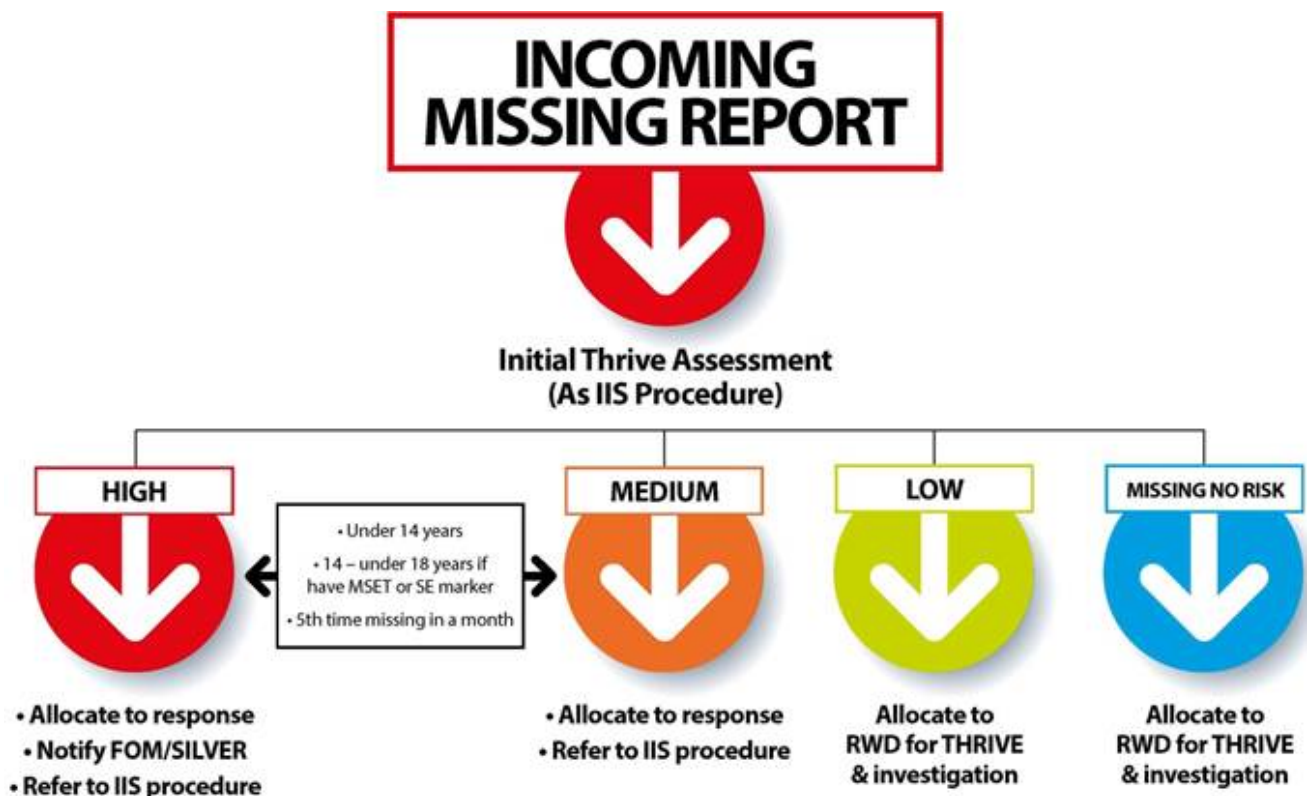 INCOMING
MISSING REPORT
Initial Thrive Assessment
(As IIS Procedure)
HIGH
• Under 14 years
• 14 – under 18 years if
have MSET or SE marker
• 5th time missing in a month
MEDIUM
LOW
MISSING NO RISK
• Allocate to response
• Notify FOM/SILVER
• Refer to IIS procedure
• Allocate to response
• Refer to IIS procedure
Allocate to
RWD for THRIVE
& investigation
Allocate to
RWD for THRIVE
& investigation